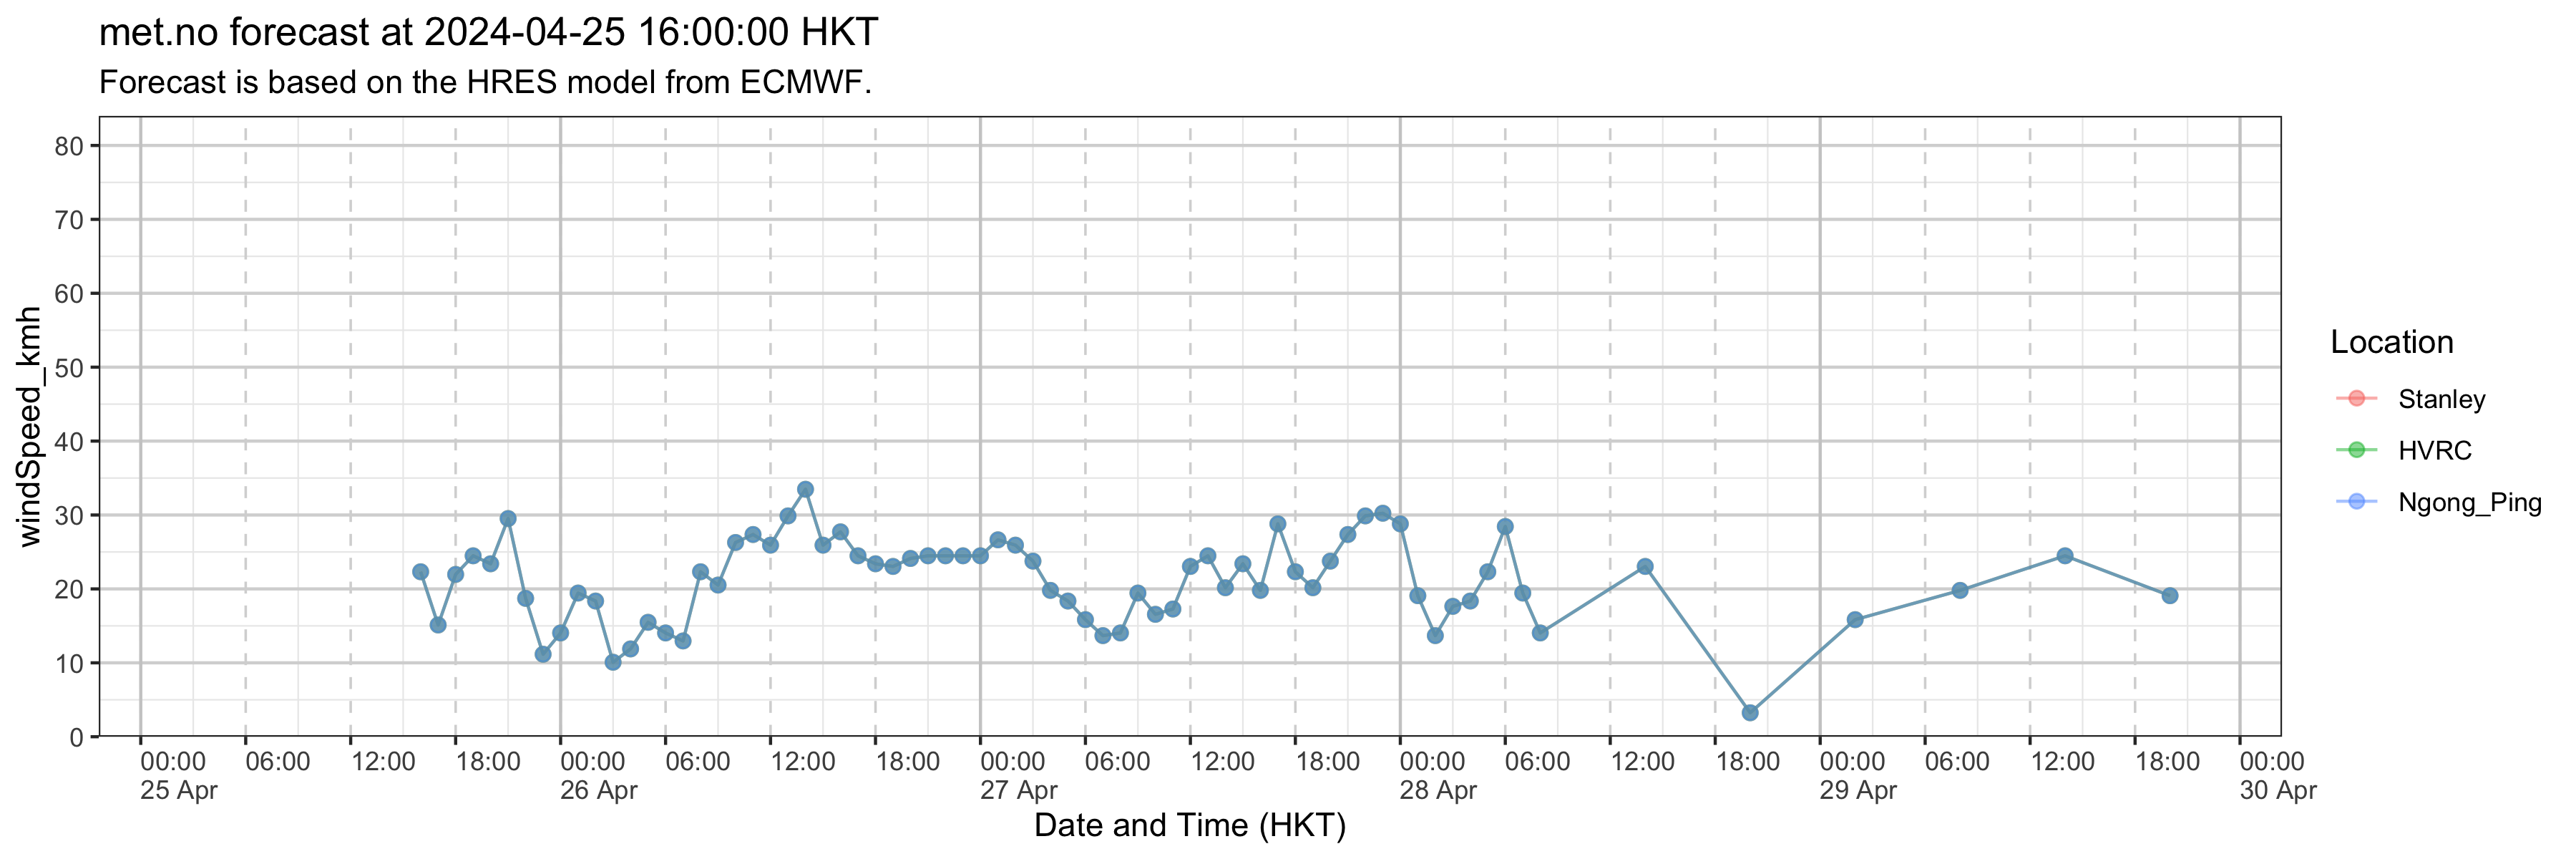 met.no forecast at 2024-04-25 16:00:00 HKT
Forecast is based on the HRES model from ECMWF.
windSpeed_kmh
80
70
60
50
40
30
20
10
0
00:00 06:00 12:00 18:00 00:00 06:00 12:00 18:00 00:00 06:00 12:00 18:00 00:00 06:00 12:00 18:00 00:00 06:00 12:00 18:00 00:00
25 Apr 26 Apr 27 Apr 28 Apr 29 Apr 30 Apr
Date and Time (HKT)
Location
Stanley
HVRC
Ngong_Ping